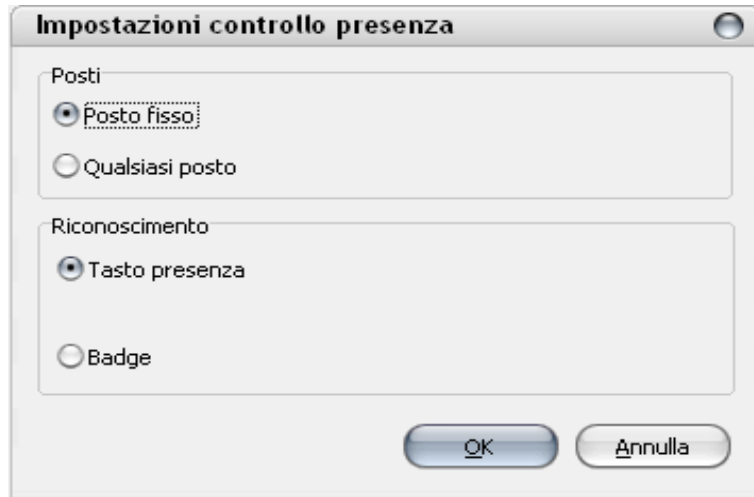 Impostazioni controllo presenza
Posti
Posto fisso
Qualsiasi posto
Riconoscimento
Tasto presenza
Badge
OK
Annulla